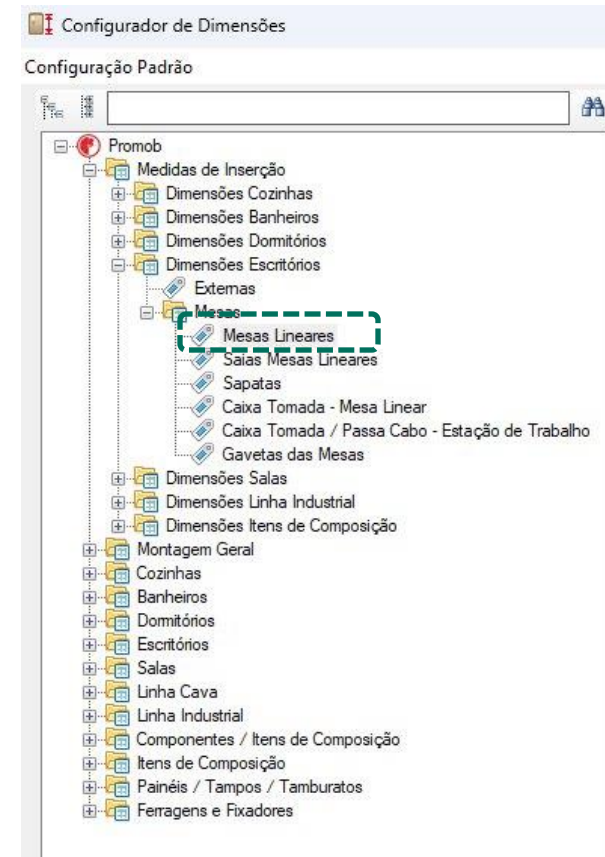 Configurador de Dimensões
Configuração Padrão
Promob
Medidas de Inserção
Dimensões Cozinhas
Dimensões Banheiros
Dimensões Dormitórios
Dimensões Escritórios
Externas
Mesas
Mesas Lineares
Saias Mesas Lineares
Sapatas
Caixa Tomada - Mesa Linear
Caixa Tomada / Passa Cabo - Estação de Trabalho
Gavetas das Mesas
Dimensões Salas
Dimensões Linha Industrial
Dimensões Itens de Composição
Montagem Geral
Cozinhas
Banheiros
Dormitórios
Escritórios
Salas
Linha Cava
Linha Industrial
Componentes / Itens de Composição
Itens de Composição
Painéis / Tampos / Tamburatos
Ferragens e Fixadores